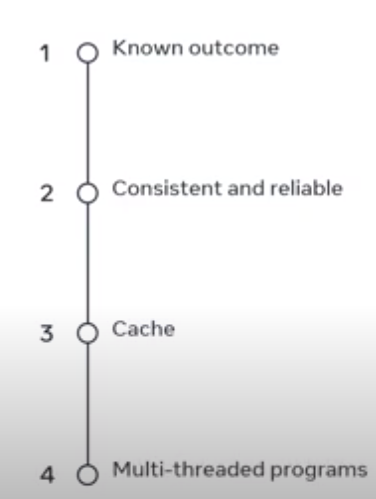 1 Known outcome
2 Consistent and reliable
3 Cache
4 Multi-threaded programs